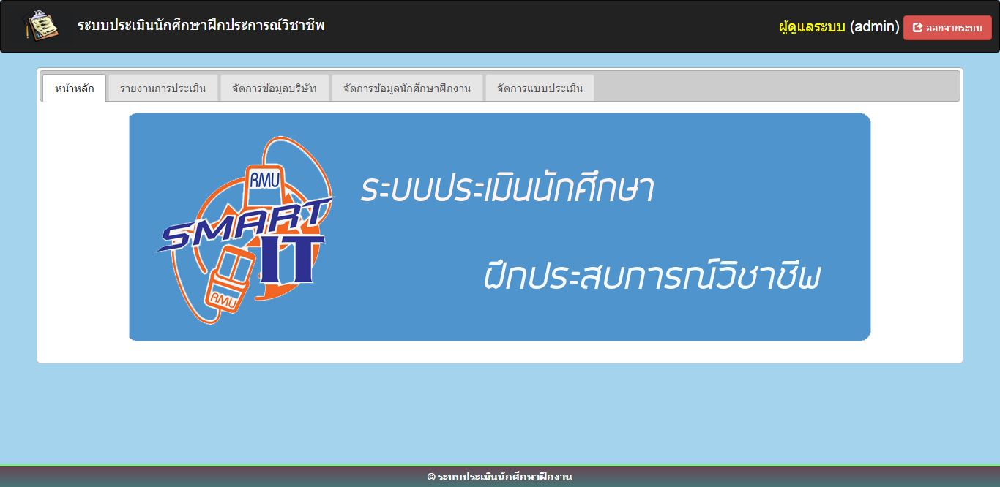 ระบบประเมินนักศึกษาฝึกประการณ์วิชาชีพ
ผู้ดูแลระบบ (admin) ออกจากระบบ
หน้าหลัก รายงานการประเมิน จัดการข้อมูลบริษัท จัดการข้อมูลนักศึกษาฝึกงาน จัดการแบบประเมิน
RMU
SMART
IT
RMU
ระบบประเมินนักศึกษา
ฝึกประสบการณ์วิชาชีพ
© ระบบประเมินนักศึกษาฝึกงาน